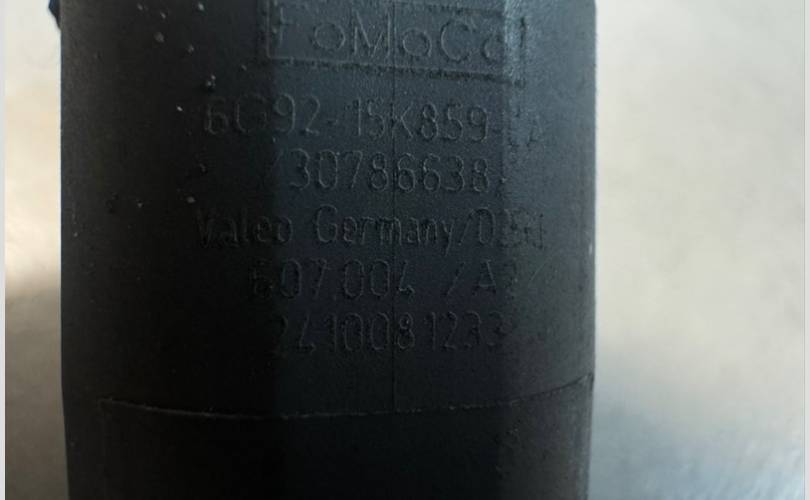 FoMoCo
6G92-15K859-
30786638
Valeo Germany/
607.004 /A
2410081233